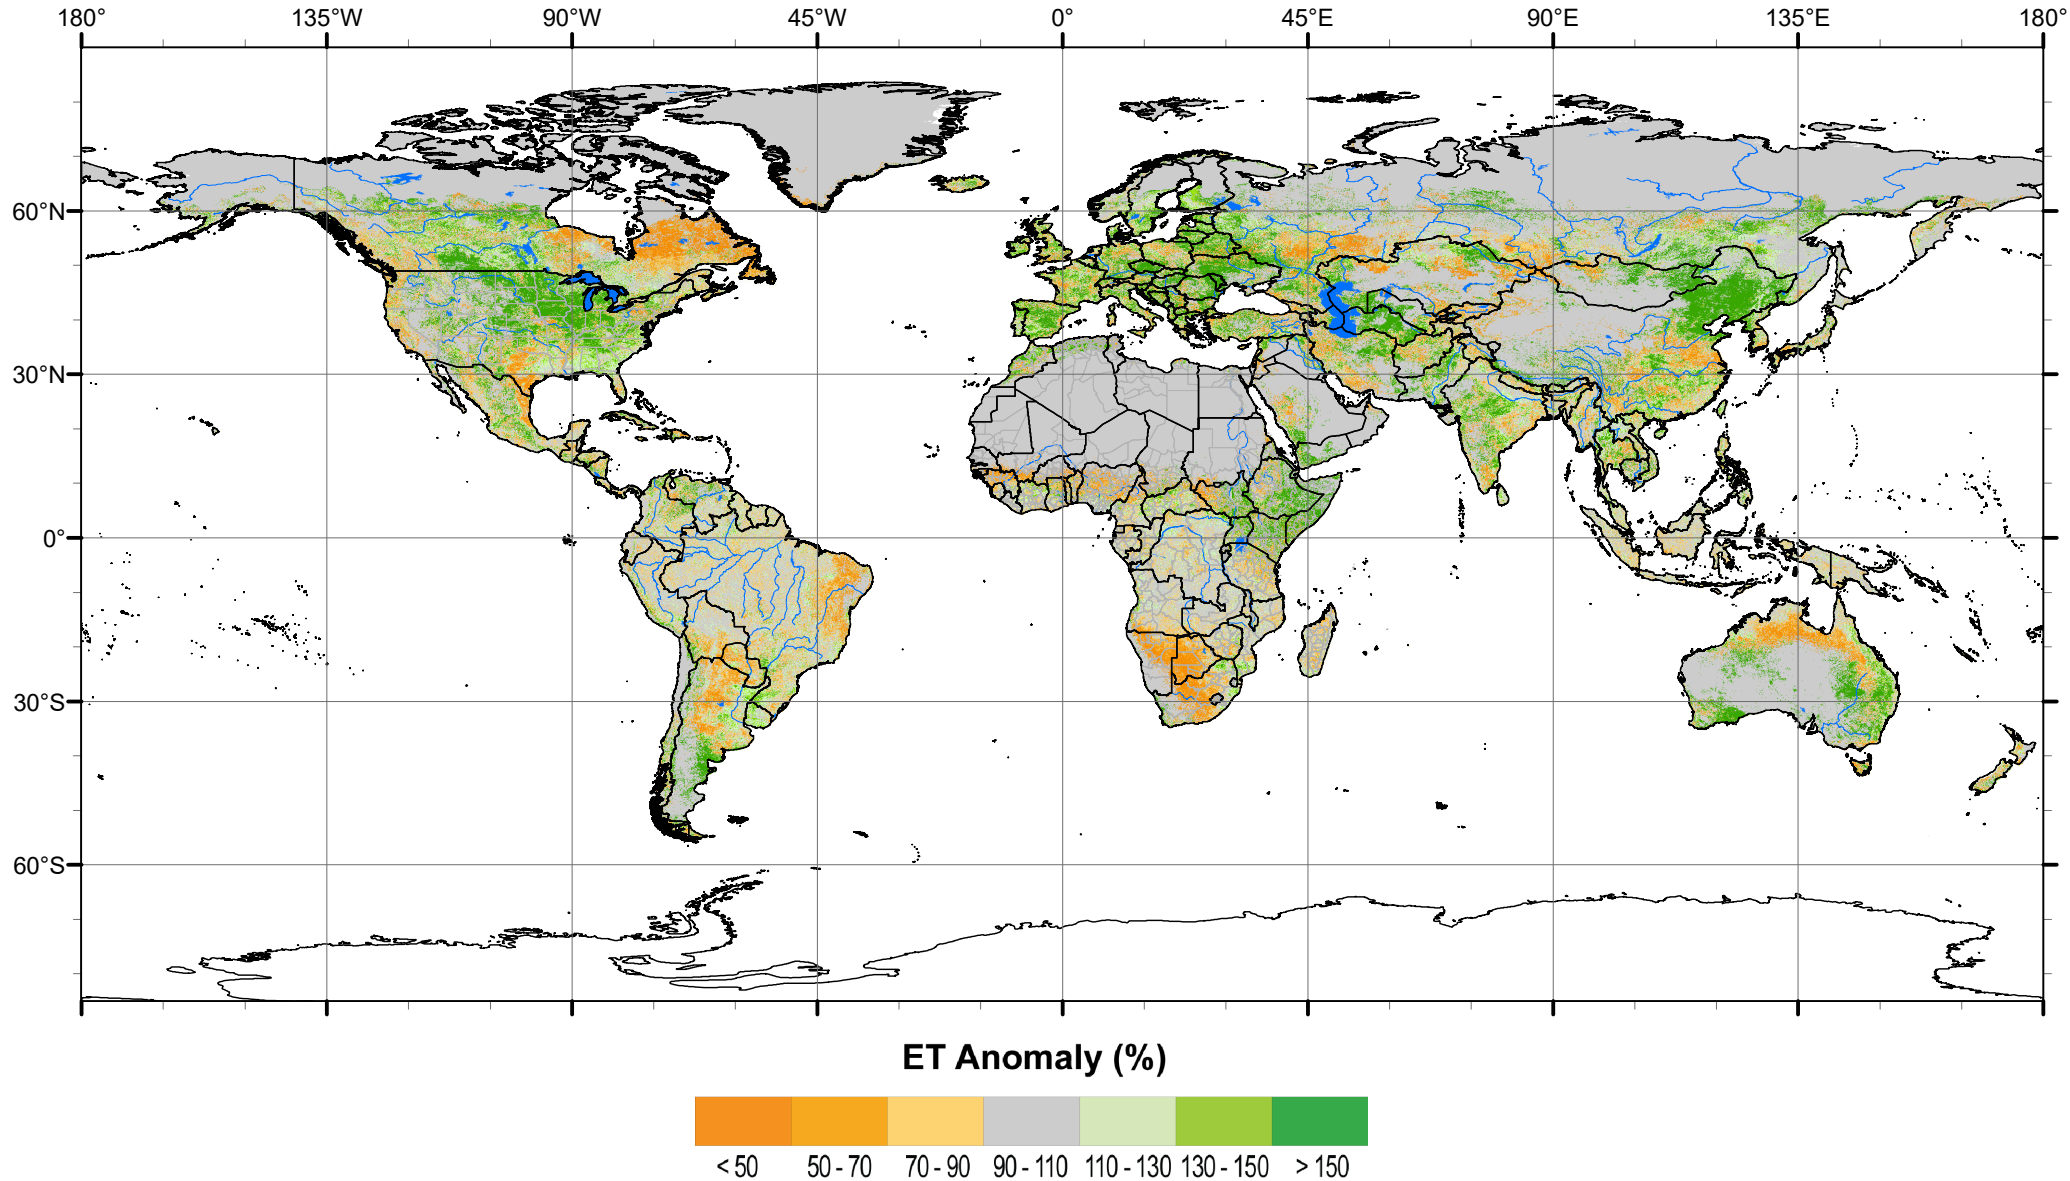 180° 135°W 90°W 45°W 0° 45°E 90°E 135°E 180°
60°N
30°N
0°
30°S
60°S
ET Anomaly (%)
< 50 50 - 70 70 - 90 90 - 110 110 - 130 130 - 150 > 150